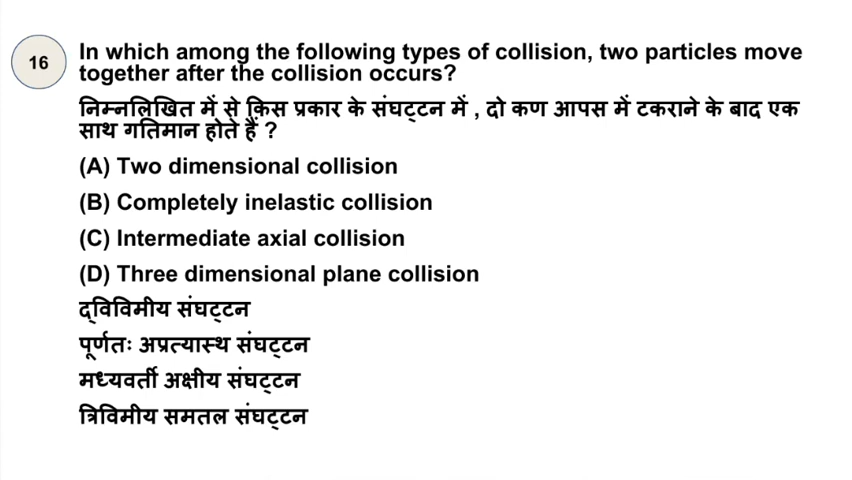 16
In which among the following types of collision, two particles move
together after the collision occurs?
निम्नलिखित में से किस प्रकार के संघट्टन में , दो कण आपस में टकराने के बाद एक
साथ गतिमान होते हैं ?
(A) Two dimensional collision
(B) Completely inelastic collision
(C) Intermediate axial collision
(D) Three dimensional plane collision
द्विविमीय संघट्टन
पूर्णतः अप्रत्यास्थ संघट्टन
मध्यवर्ती अक्षीय संघट्टन
त्रिविमीय समतल संघट्टन